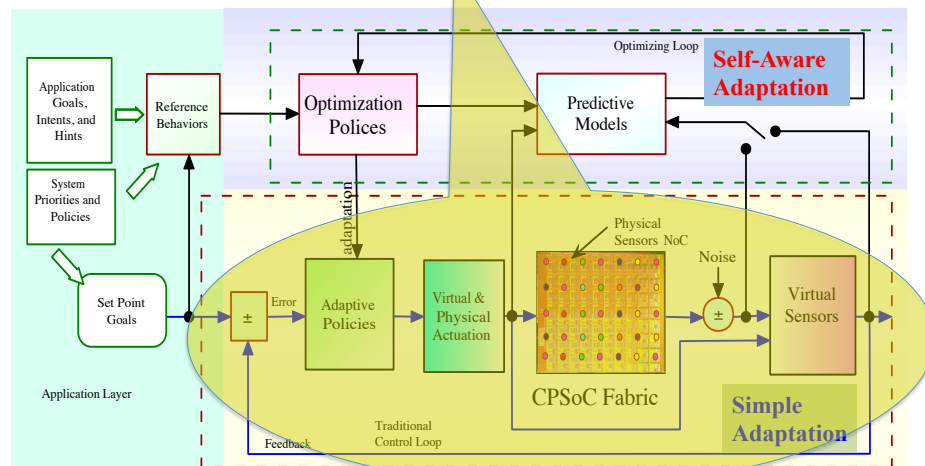 Optimizing Loop
Self-Aware
Adaptation
Application
Goals,
Intents, and
Hints
Reference
Behaviors
Optimization
Polices
Predictive
Models
System
Priorities and
Policies
adaptation
Physical
Sensors NoC
Noise
Set Point
Goals
±
Error
Adaptive
Policies
Virtual &
Physical
Actuation
±
Virtual
Sensors
CPSoC Fabric
Simple
Adaptation
Application Layer
Traditional
Control Loop
Feedback